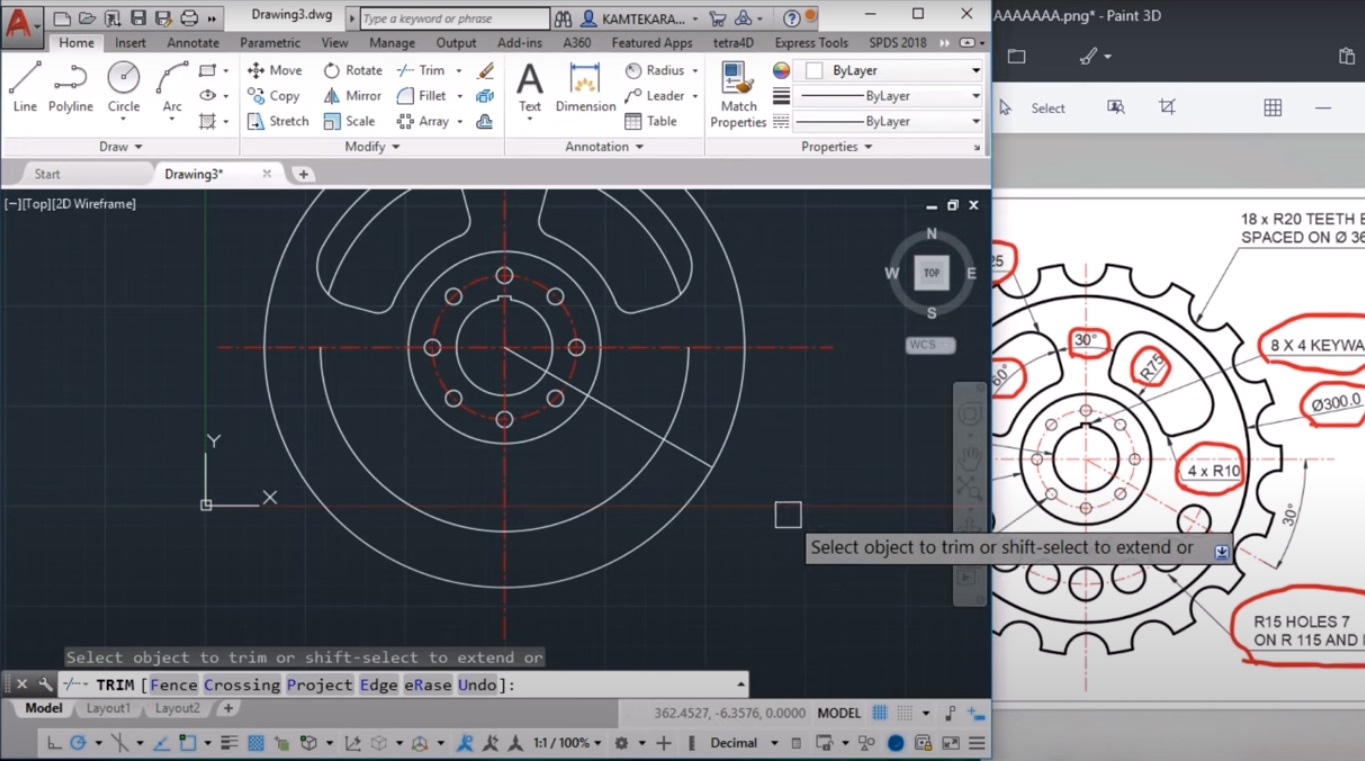 Drawing3.dwg
Type a keyword or phrase
KAMTEKARA...
AAAAAAA.png* - Paint 3D
Home Insert Annotate Parametric View Manage Output Add-ins A360 Featured Apps tetra4D Express Tools SPDS 2018
Line Polyline Circle Arc
Move Rotate Trim
Copy Mirror Fillet
Stretch Scale Array
Text Dimension
Radius
Leader
Table
Match Properties
ByLayer
ByLayer
ByLayer
Select
Draw Modify Annotation Properties
Start Drawing3*
[−][Top][2D Wireframe]
N
W TOP E
S
WCS
Y
X
18 x R20 TEETH E
SPACED ON Ø 36
25
30°
60°
R75
8 X 4 KEYWA
Ø300.0
4 x R10
30°
R15 HOLES 7
ON R 115 AND
Select object to trim or shift-select to extend or
Select object to trim or shift-select to extend or
TRIM [Fence Crossing Project Edge eRase Undo]:
Model Layout1 Layout2
362.4527, -6.3576, 0.0000 MODEL
1:1 / 100% Decimal